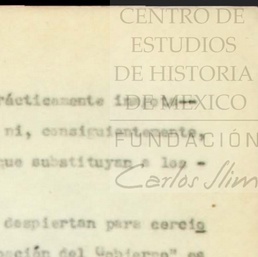 CENTRO DE
ESTUDIOS
DE HISTORIA
DE MEXICO
FUNDACIÓN
Carlos Slim
rácticamente
ni, consiguientemente,
que substituyan a los -
despiertan para cercio
del Gobierno" es